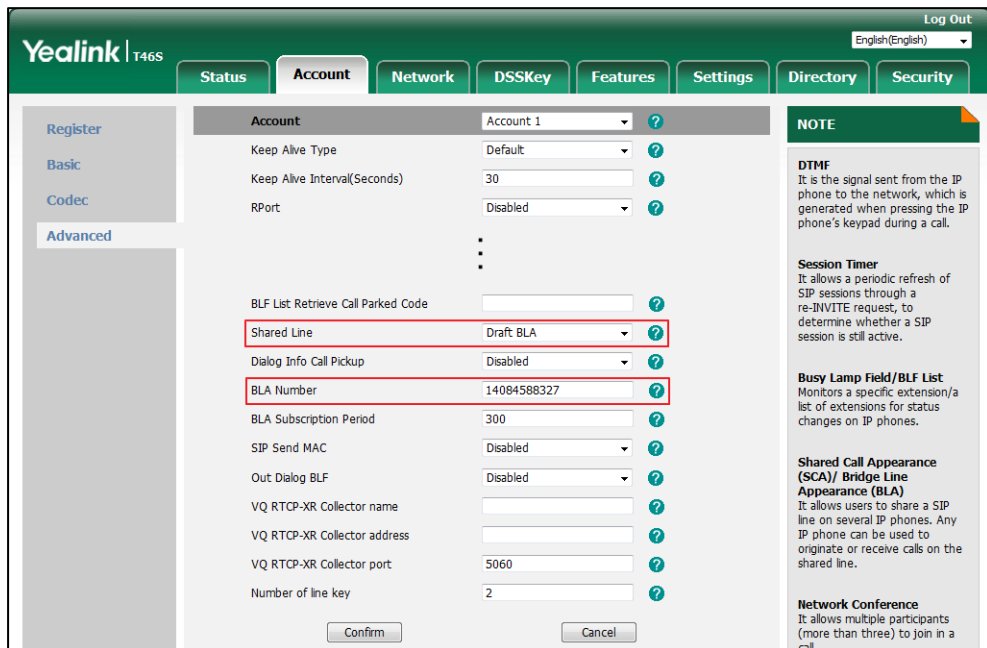 Log Out
Yealink T46S
English(English)
Status Account Network DSSKey Features Settings Directory Security
Register
Basic
Codec
Advanced
Account Account 1 ?
Keep Alive Type Default ?
Keep Alive Interval(Seconds) 30 ?
RPort Disabled ?
BLF List Retrieve Call Parked Code ?
Shared Line Draft BLA ?
Dialog Info Call Pickup Disabled ?
BLA Number 14084588327 ?
BLA Subscription Period 300 ?
SIP Send MAC Disabled ?
Out Dialog BLF Disabled ?
VQ RTCP-XR Collector name ?
VQ RTCP-XR Collector address ?
VQ RTCP-XR Collector port 5060 ?
Number of line key 2 ?
Confirm Cancel
NOTE
DTMF
It is the signal sent from the IP
phone to the network, which is
generated when pressing the IP
phone's keypad during a call.
Session Timer
It allows a periodic refresh of
SIP sessions through a
re-INVITE request, to
determine whether a SIP
session is still active.
Busy Lamp Field/BLF List
Monitors a specific extension/a
list of extensions for status
changes on IP phones.
Shared Call Appearance
(SCA)/ Bridge Line
Appearance (BLA)
It allows users to share a SIP
line on several IP phones. Any
IP phone can be used to
originate or receive calls on the
shared line.
Network Conference
It allows multiple participants
(more than three) to join in a
call